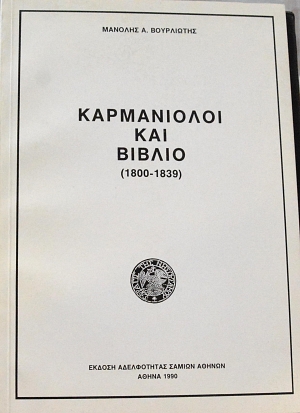 ΜΑΝΟΛΗΣ Α. ΒΟΥΡΛΙΩΤΗΣ
ΚΑΡΜΑΝΙΟΛΟΙ
ΚΑΙ
ΒΙΒΛΙΟ
(1800-1839)
ΕΚΔΟΣΗ ΑΔΕΛΦΟΤΗΤΑΣ ΣΑΜΙΩΝ ΑΘΗΝΩΝ
ΑΘΗΝΑ 1990